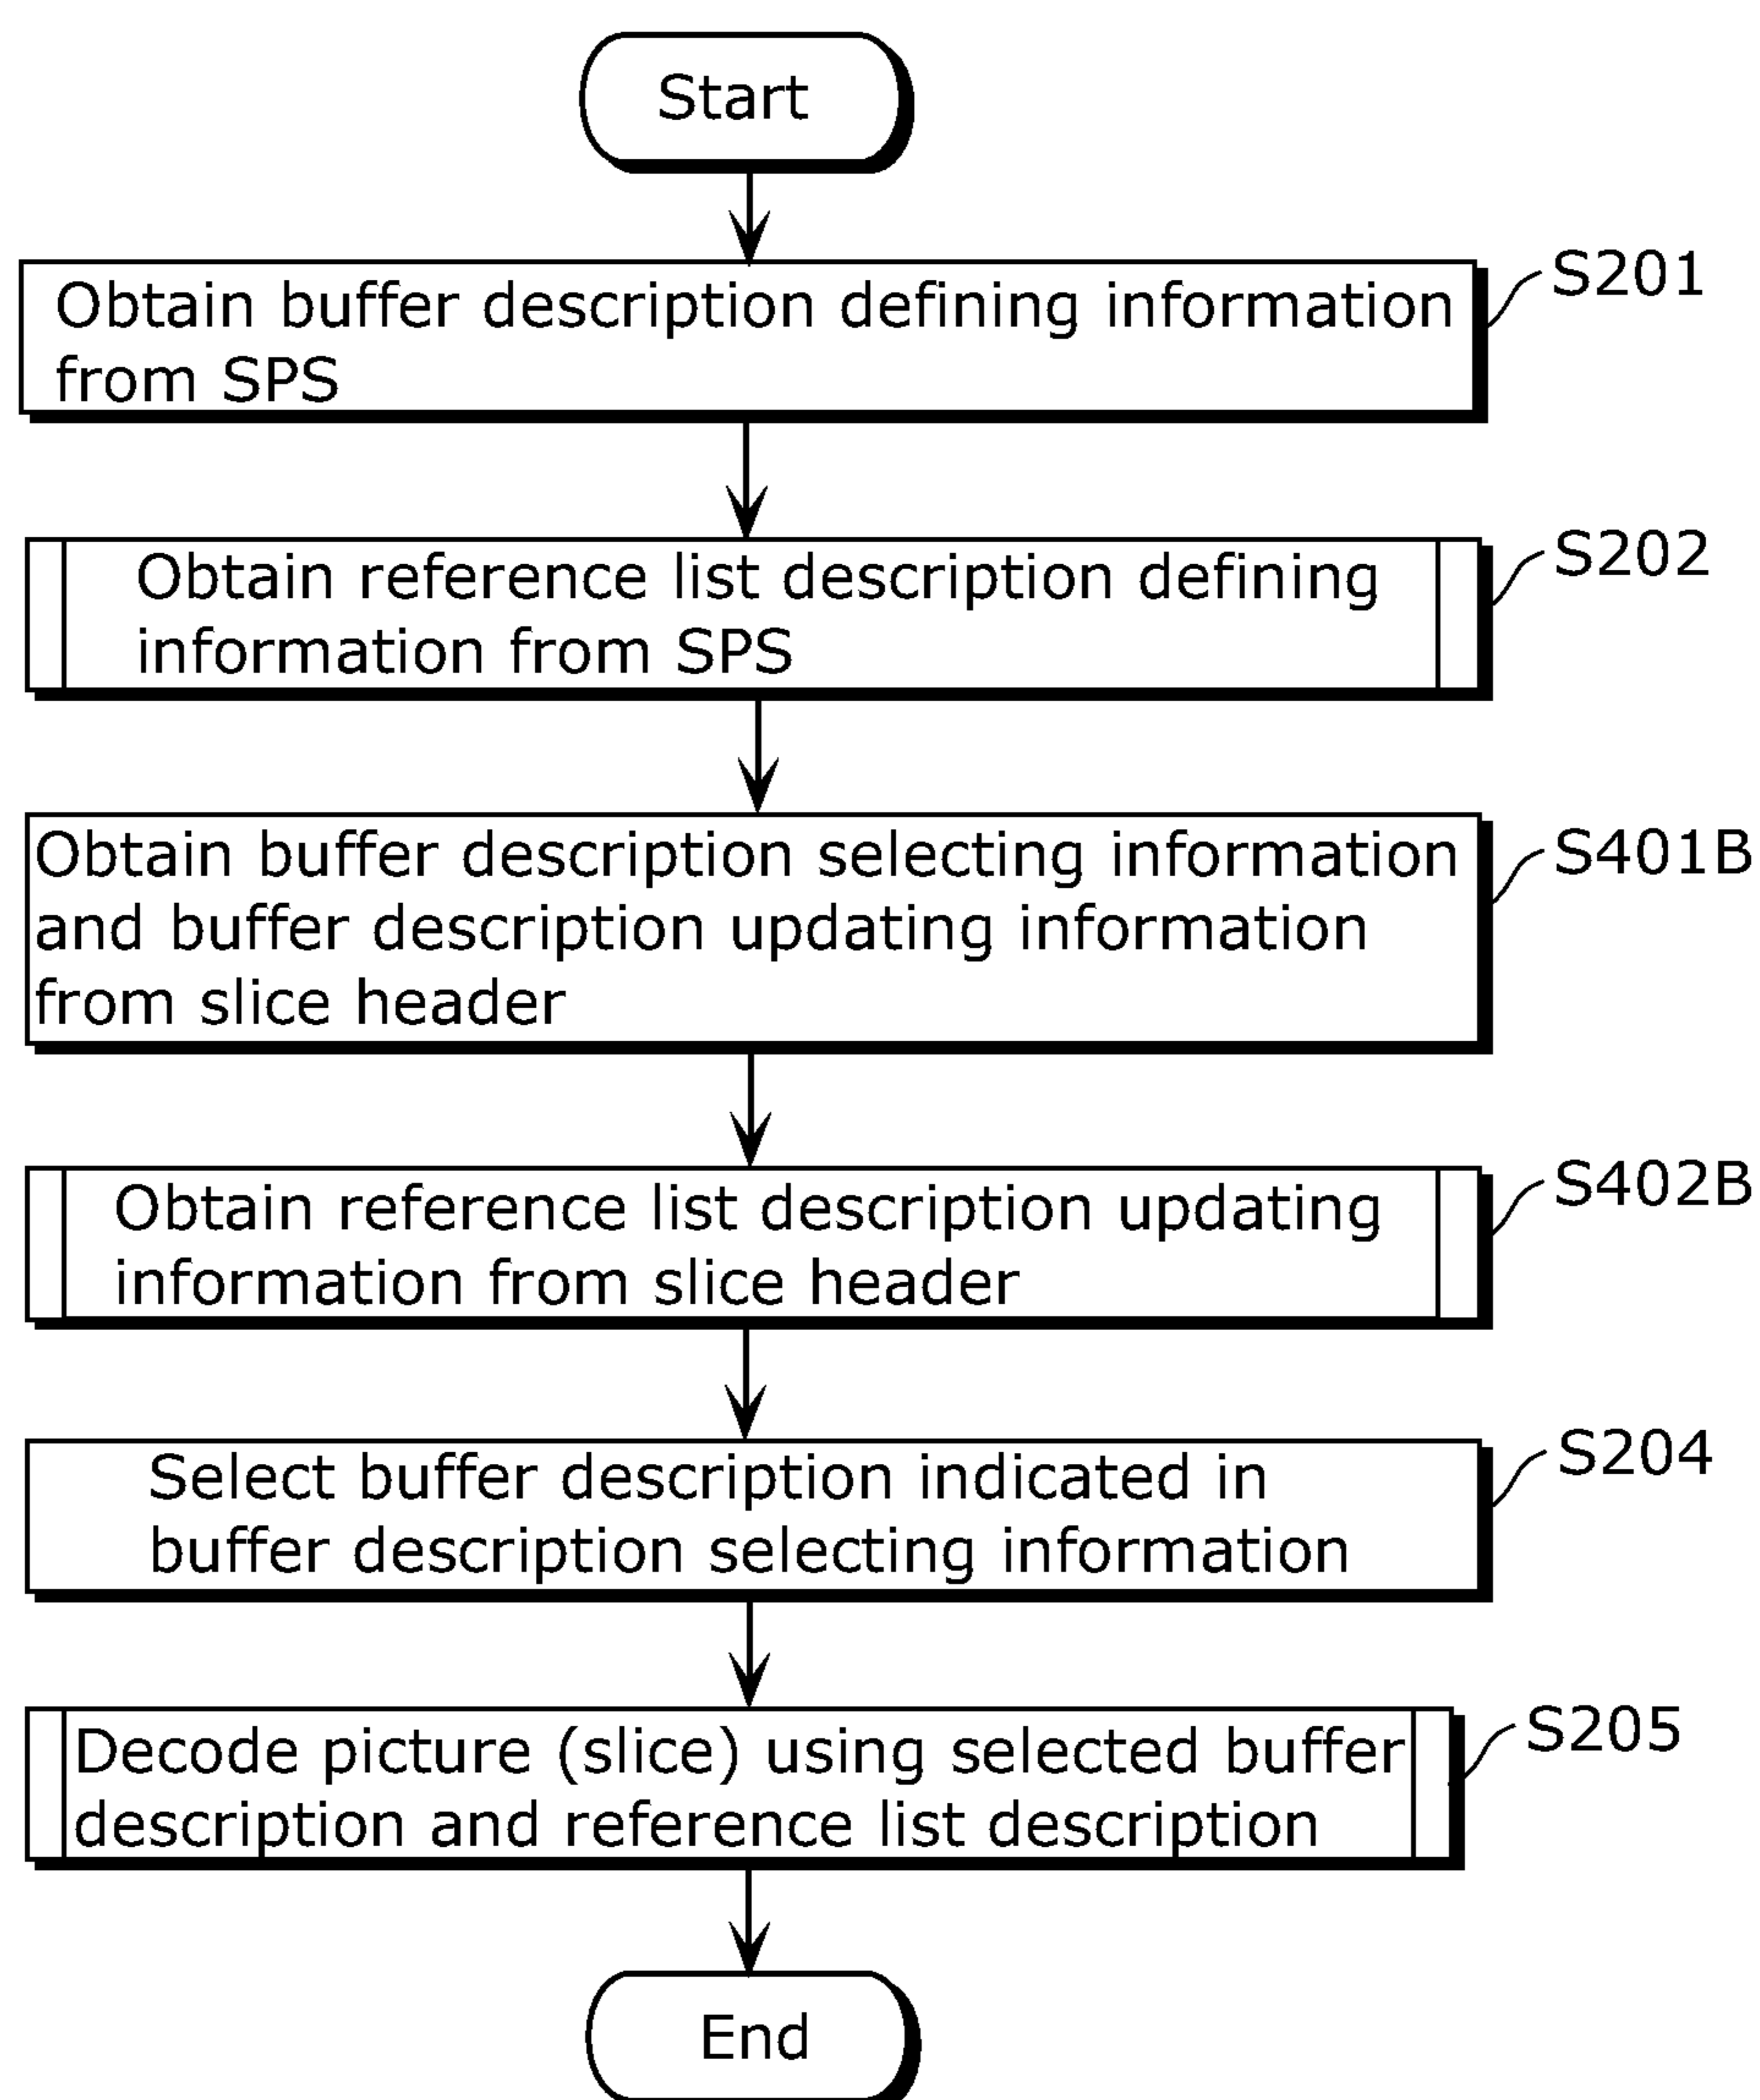 Start
Obtain buffer description defining information
from SPS
S201
Obtain reference list description defining
information from SPS
S202
Obtain buffer description selecting information
and buffer description updating information
from slice header
S401B
Obtain reference list description updating
information from slice header
S402B
Select buffer description indicated in
buffer description selecting information
S204
Decode picture (slice) using selected buffer
description and reference list description
S205
End